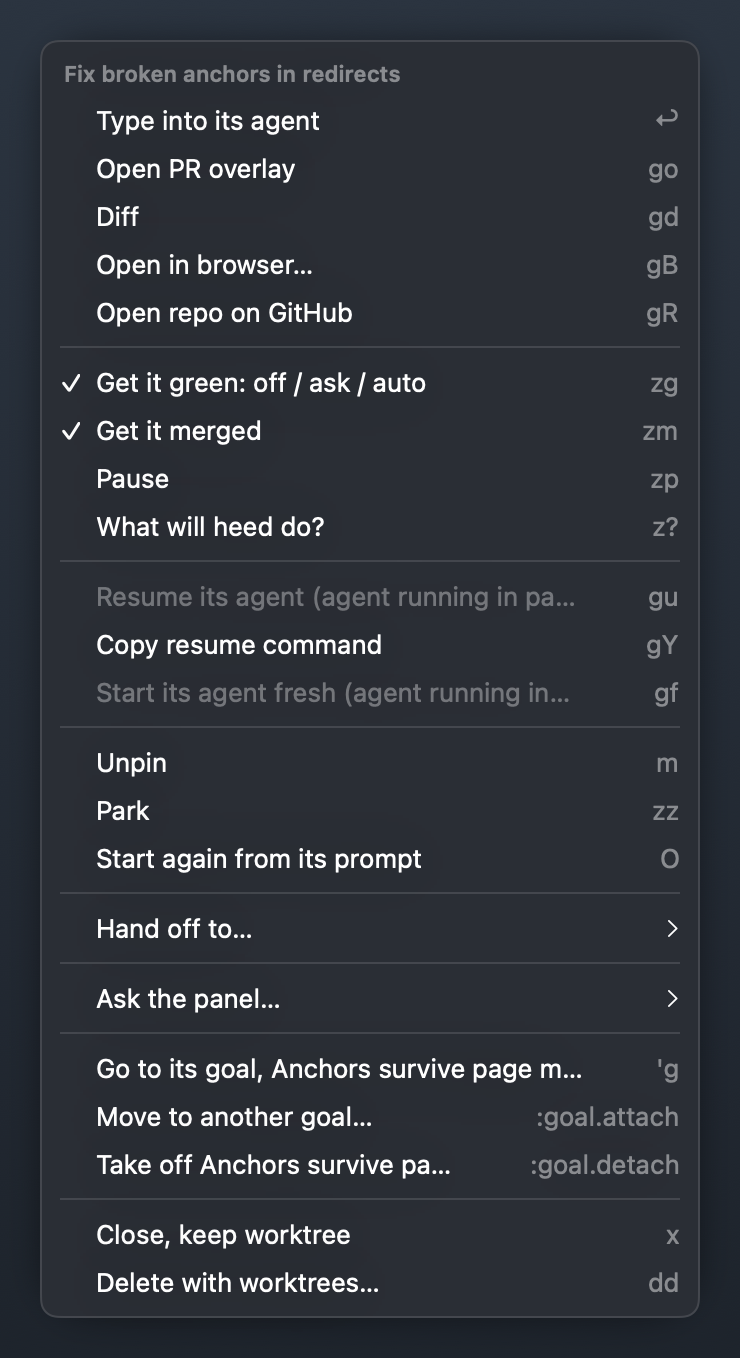 Fix broken anchors in redirects
Type into its agent ↩
Open PR overlay go
Diff gd
Open in browser... gB
Open repo on GitHub gR
✓ Get it green: off / ask / auto zg
✓ Get it merged zm
Pause zp
What will heed do? z?
Resume its agent (agent running in pa... gu
Copy resume command gY
Start its agent fresh (agent running in... gf
Unpin m
Park zz
Start again from its prompt O
Hand off to... >
Ask the panel... >
Go to its goal, Anchors survive page m... 'g
Move to another goal... :goal.attach
Take off Anchors survive pa... :goal.detach
Close, keep worktree x
Delete with worktrees... dd